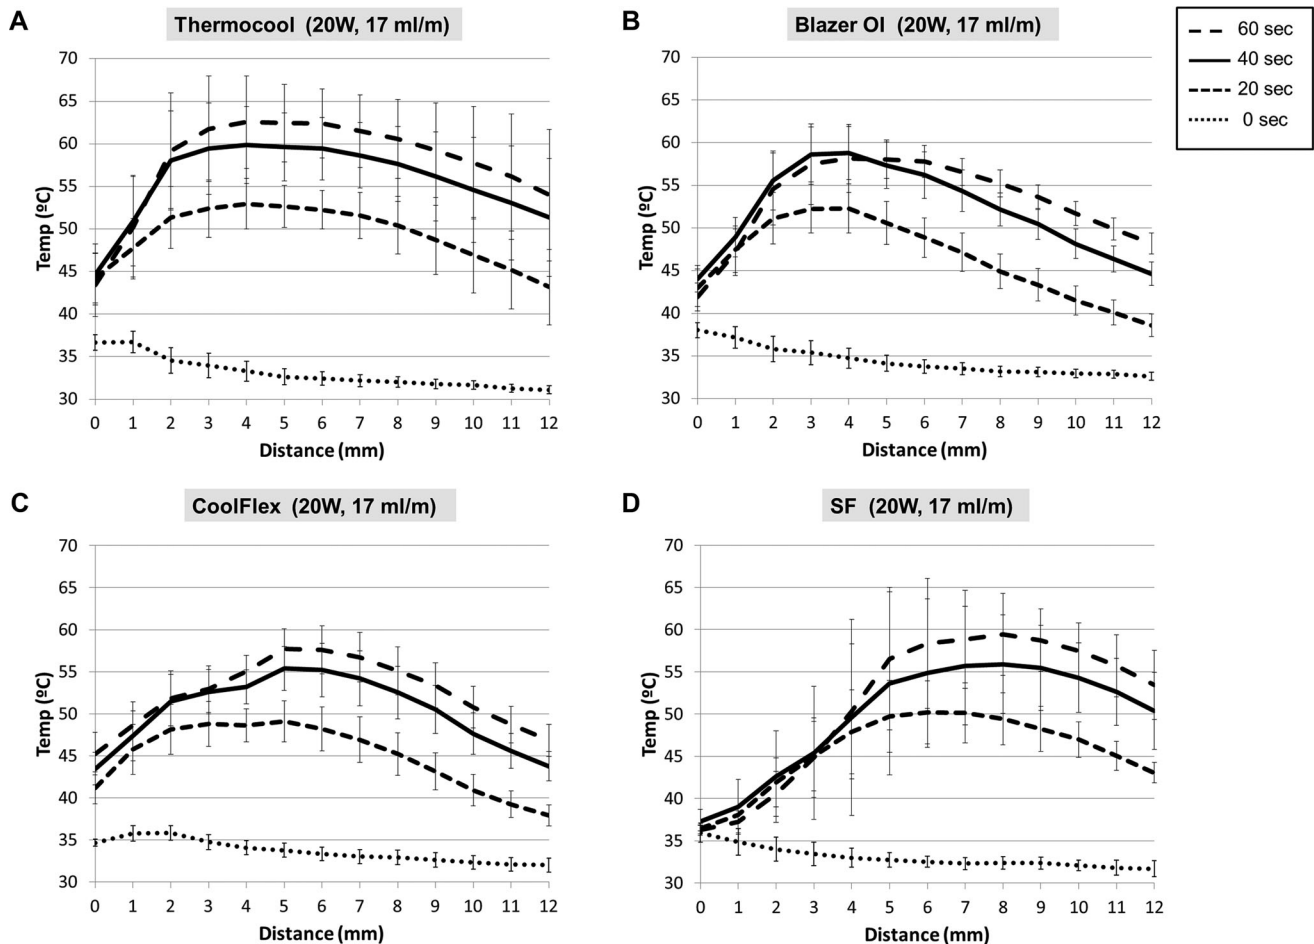 A Thermocool (20W, 17 ml/m)
70
65
60
55
50
45
40
35
30
Temp (ºC)
0 1 2 3 4 5 6 7 8 9 10 11 12
Distance (mm)
B Blazer OI (20W, 17 ml/m)
70
65
60
55
50
45
40
35
30
Temp (ºC)
0 1 2 3 4 5 6 7 8 9 10 11 12
Distance (mm)
60 sec
40 sec
20 sec
0 sec
C CoolFlex (20W, 17 ml/m)
70
65
60
55
50
45
40
35
30
Temp (ºC)
0 1 2 3 4 5 6 7 8 9 10 11 12
Distance (mm)
D SF (20W, 17 ml/m)
70
65
60
55
50
45
40
35
30
Temp (ºC)
0 1 2 3 4 5 6 7 8 9 10 11 12
Distance (mm)